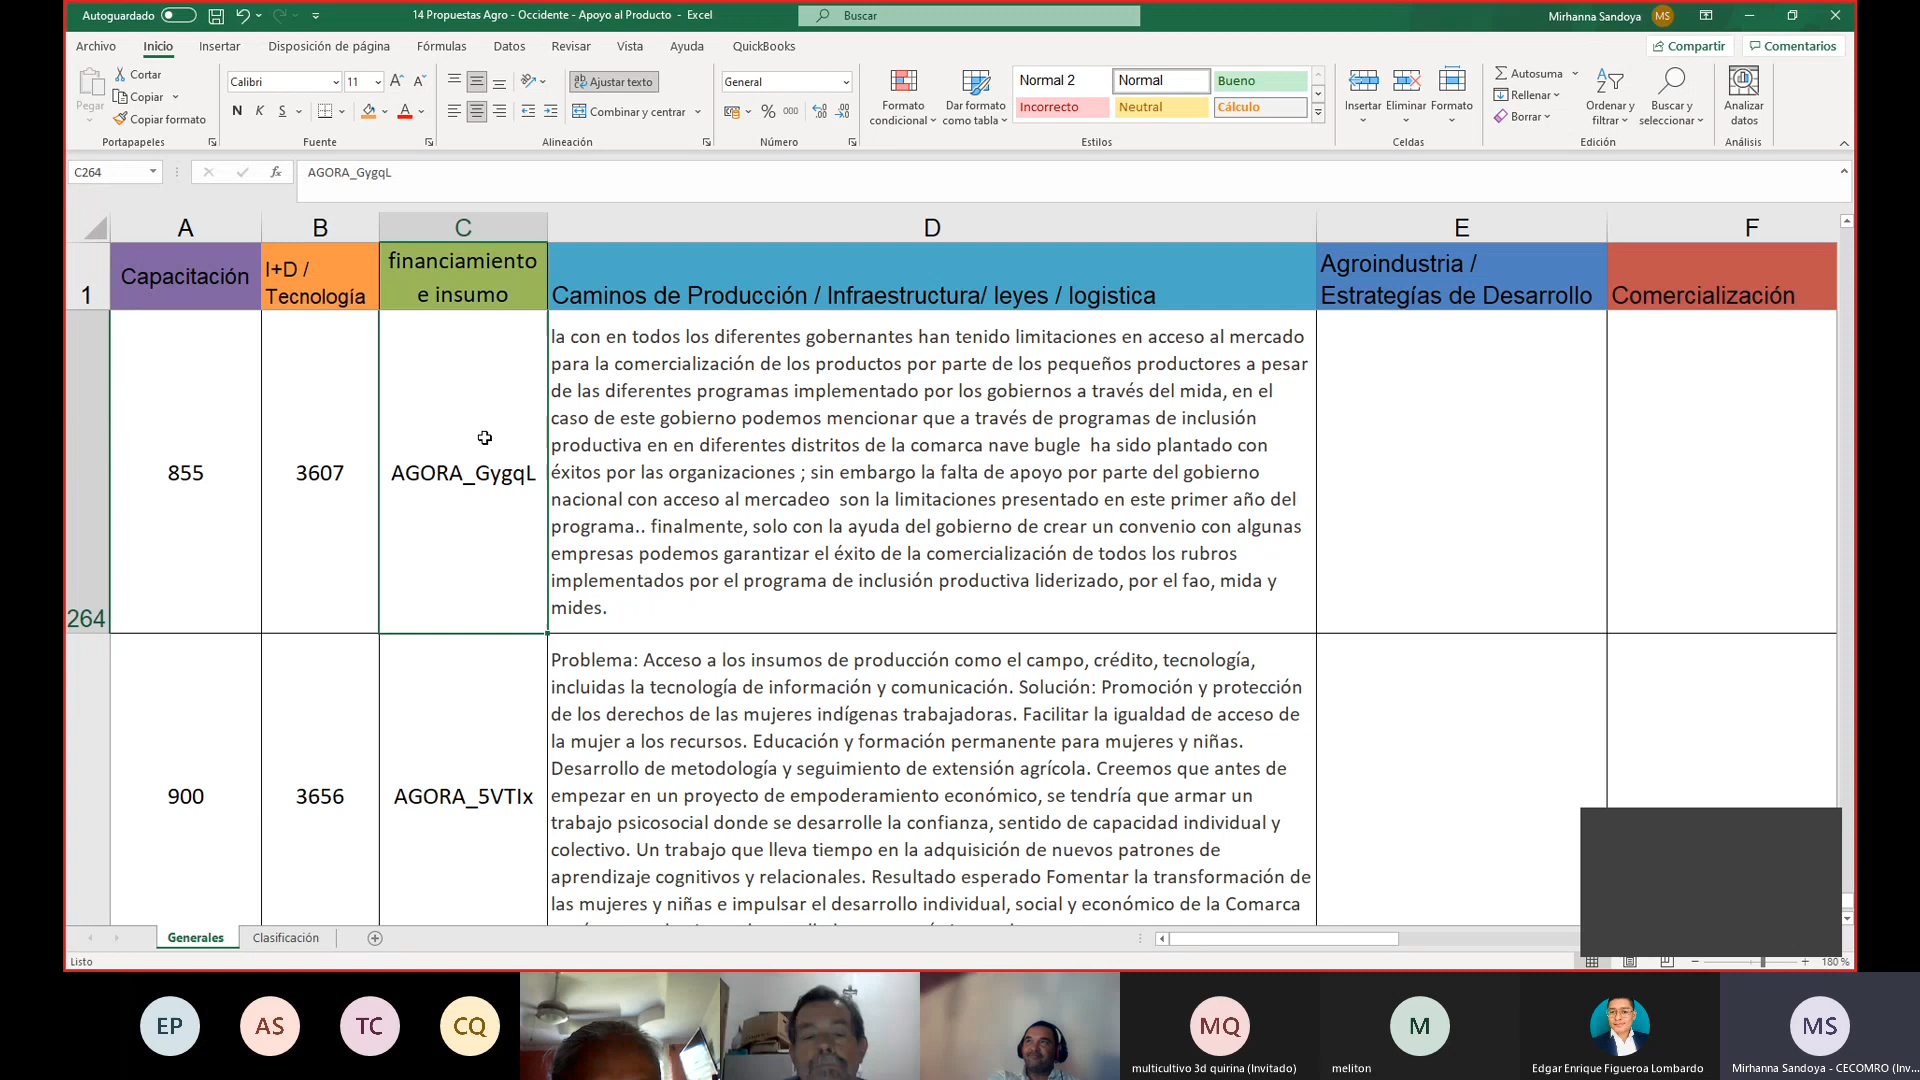 Autoguardado
14 Propuestas Agro - Occidente - Apoyo al Producto - Excel
Buscar
Mirhanna Sandoya
MS
Archivo
Inicio
Insertar
Disposición de página
Fórmulas
Datos
Revisar
Vista
Ayuda
QuickBooks
Compartir
Comentarios
Pegar
Cortar
Copiar
Copiar formato
Portapapeles
Calibri
11
N K S
Fuente
Ajustar texto
Combinar y centrar
Alineación
General
% 000
Número
Formato condicional
Dar formato como tabla
Normal 2
Normal
Bueno
Incorrecto
Neutral
Cálculo
Estilos
Insertar
Eliminar
Formato
Celdas
Autosuma
Rellenar
Borrar
Ordenar y filtrar
Buscar y seleccionar
Edición
Analizar datos
Análisis
C264
fx
AGORA_GygqL
A B C D E F
1
Capacitación
I+D /
Tecnología
financiamiento
e insumo
Caminos de Producción / Infraestructura/ leyes / logistica
Agroindustria /
Estrategías de Desarrollo
Comercialización
264
855
3607
AGORA_GygqL
la con en todos los diferentes gobernantes han tenido limitaciones en acceso al mercado
para la comercialización de los productos por parte de los pequeños productores a pesar
de las diferentes programas implementado por los gobiernos a través del mida, en el
caso de este gobierno podemos mencionar que a través de programas de inclusión
productiva en en diferentes distritos de la comarca nave bugle  ha sido plantado con
éxitos por las organizaciones ; sin embargo la falta de apoyo por parte del gobierno
nacional con acceso al mercadeo  son la limitaciones presentado en este primer año del
programa.. finalmente, solo con la ayuda del gobierno de crear un convenio con algunas
empresas podemos garantizar el éxito de la comercialización de todos los rubros
implementados por el programa de inclusión productiva liderizado, por el fao, mida y
mides.
900
3656
AGORA_5VTIx
Problema: Acceso a los insumos de producción como el campo, crédito, tecnología,
incluidas la tecnología de información y comunicación. Solución: Promoción y protección
de los derechos de las mujeres indígenas trabajadoras. Facilitar la igualdad de acceso de
la mujer a los recursos. Educación y formación permanente para mujeres y niñas.
Desarrollo de metodología y seguimiento de extensión agrícola. Creemos que antes de
empezar en un proyecto de empoderamiento económico, se tendría que armar un
trabajo psicosocial donde se desarrolle la confianza, sentido de capacidad individual y
colectivo. Un trabajo que lleva tiempo en la adquisición de nuevos patrones de
aprendizaje cognitivos y relacionales. Resultado esperado Fomentar la transformación de
las mujeres y niñas e impulsar el desarrollo individual, social y económico de la Comarca
Generales
Clasificación
Listo
180 %
EP
AS
TC
CQ
MQ
multicultivo 3d quirina (Invitado)
M
meliton
Edgar Enrique Figueroa Lombardo
MS
Mirhanna Sandoya - CECOMRO (Inv...